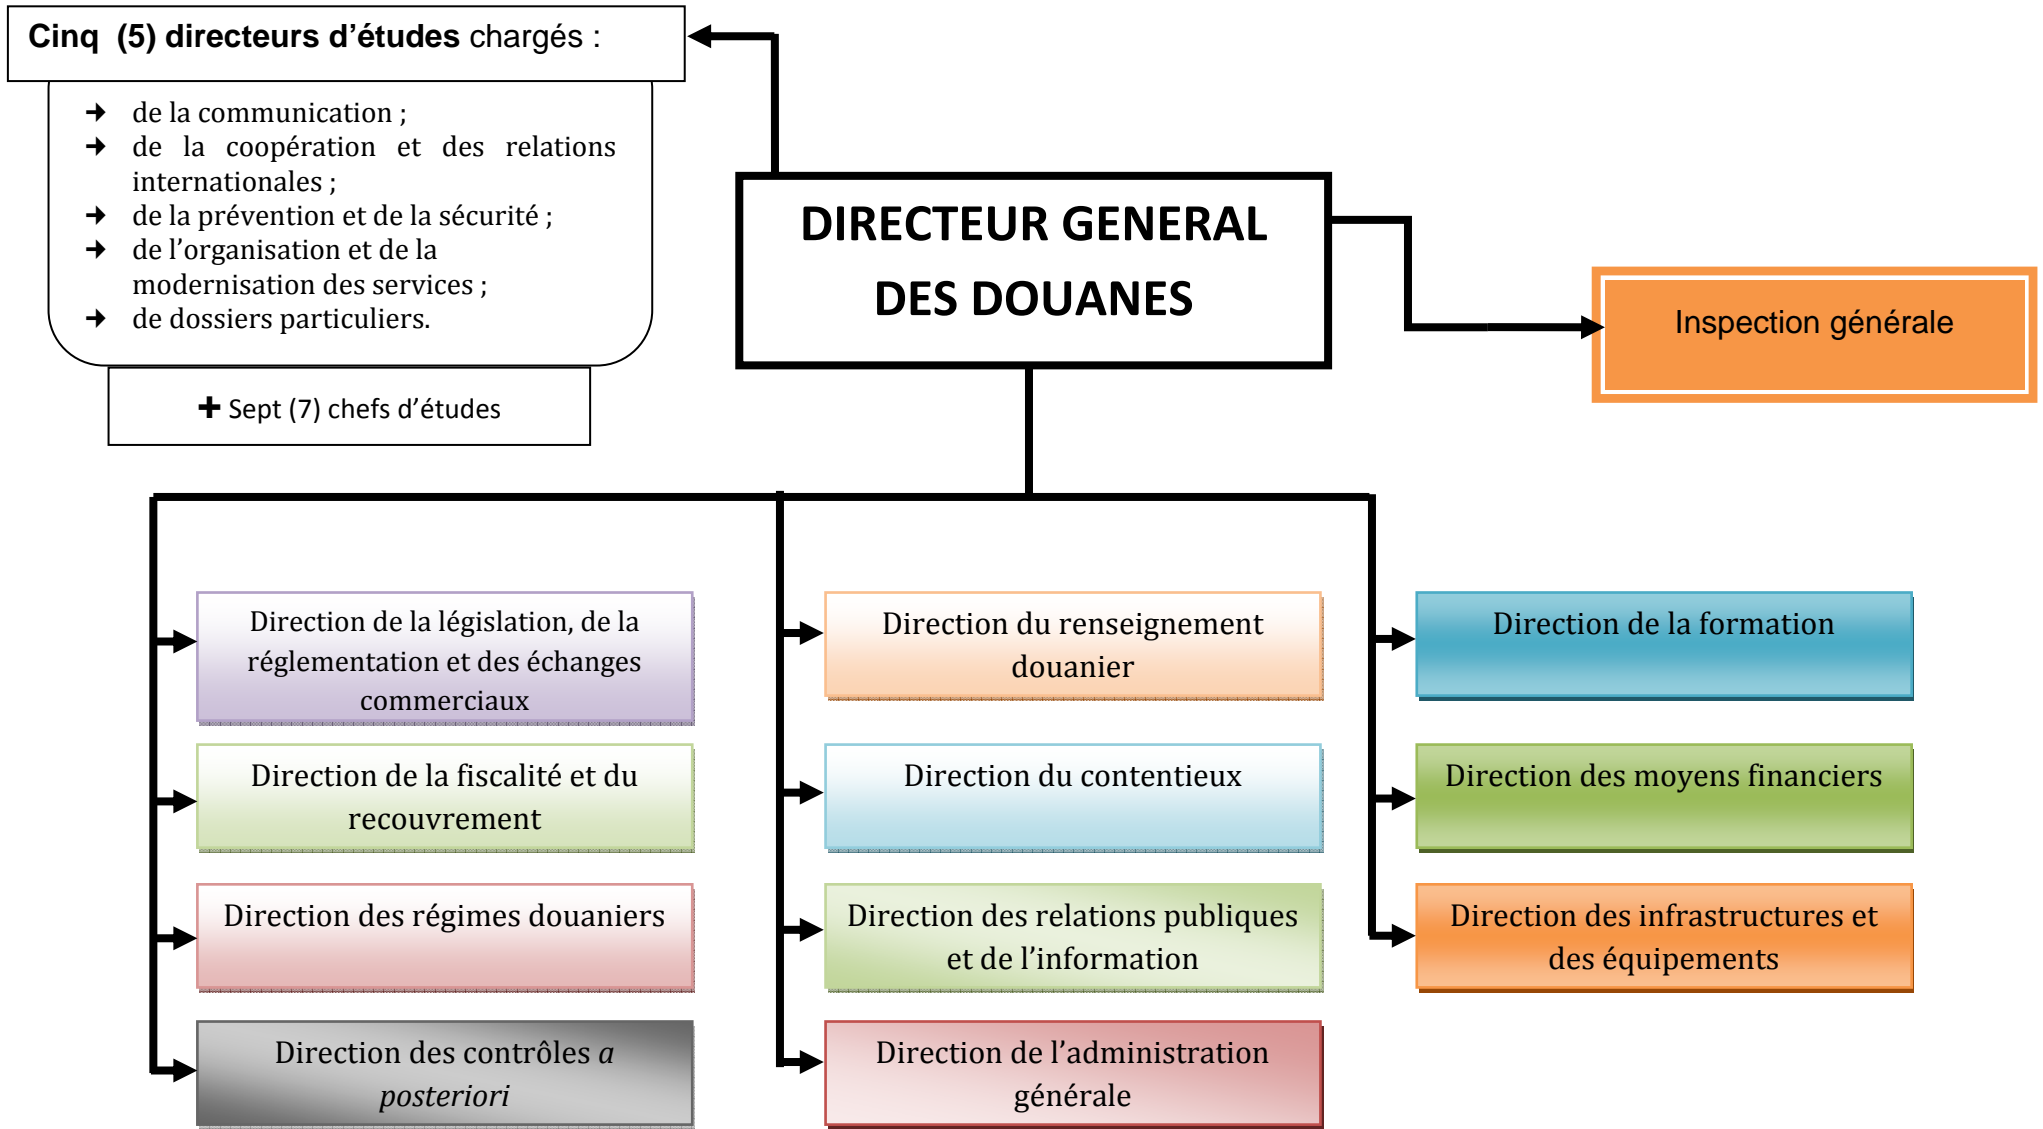 Cinq (5) directeurs d’études chargés :
➔ de la communication ;
➔ de la coopération et des relations
internationales ;
➔ de la prévention et de la sécurité ;
➔ de l’organisation et de la
modernisation des services ;
➔ de dossiers particuliers.
✚ Sept (7) chefs d’études
DIRECTEUR GENERAL
DES DOUANES
Inspection générale
Direction de la législation, de la
réglementation et des échanges
commerciaux
Direction de la fiscalité et du
recouvrement
Direction des régimes douaniers
Direction des contrôles a
posteriori
Direction du renseignement
douanier
Direction du contentieux
Direction des relations publiques
et de l’information
Direction de l’administration
générale
Direction de la formation
Direction des moyens financiers
Direction des infrastructures et
des équipements